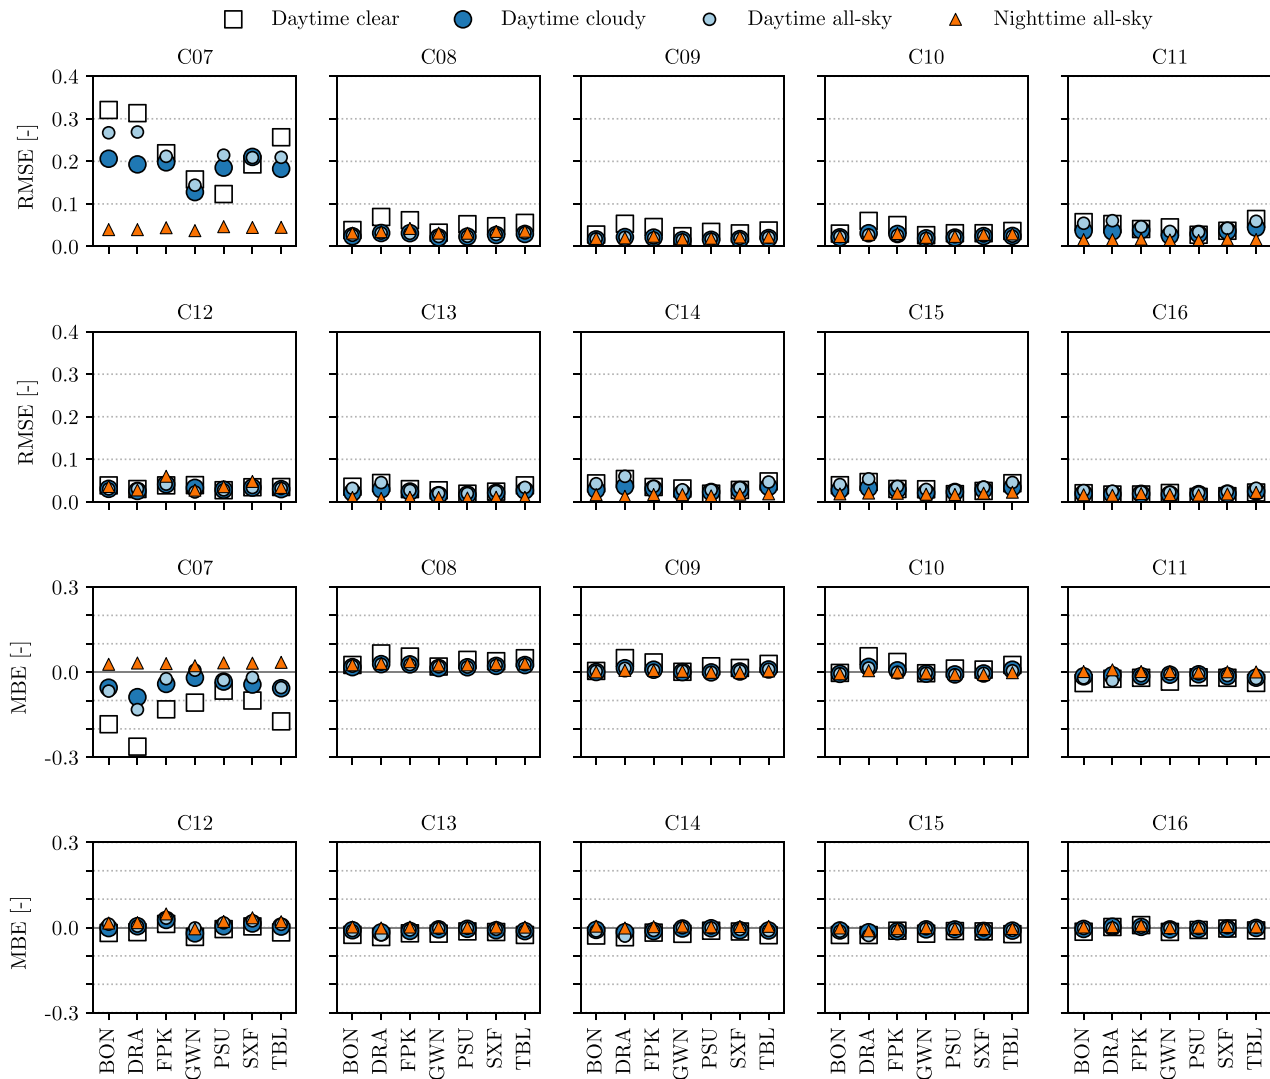 Daytime clear Daytime cloudy Daytime all-sky Nighttime all-sky
C07 C08 C09 C10 C11
RMSE [-]
0.4
0.3
0.2
0.1
0.0
C12 C13 C14 C15 C16
RMSE [-]
0.4
0.3
0.2
0.1
0.0
C07 C08 C09 C10 C11
MBE [-]
0.3
0.0
-0.3
C12 C13 C14 C15 C16
MBE [-]
0.3
0.0
-0.3
BON DRA FPK GWN PSU SXF TBL BON DRA FPK GWN PSU SXF TBL BON DRA FPK GWN PSU SXF TBL BON DRA FPK GWN PSU SXF TBL BON DRA FPK GWN PSU SXF TBL